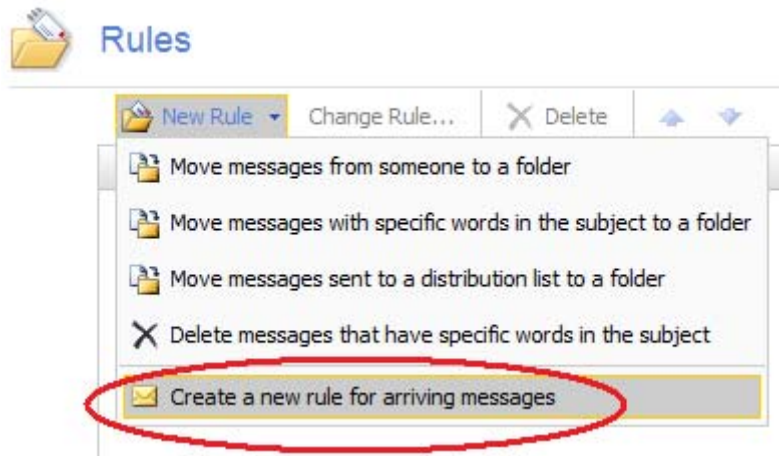 Rules
New Rule Change Rule... Delete
Move messages from someone to a folder
Move messages with specific words in the subject to a folder
Move messages sent to a distribution list to a folder
Delete messages that have specific words in the subject
Create a new rule for arriving messages